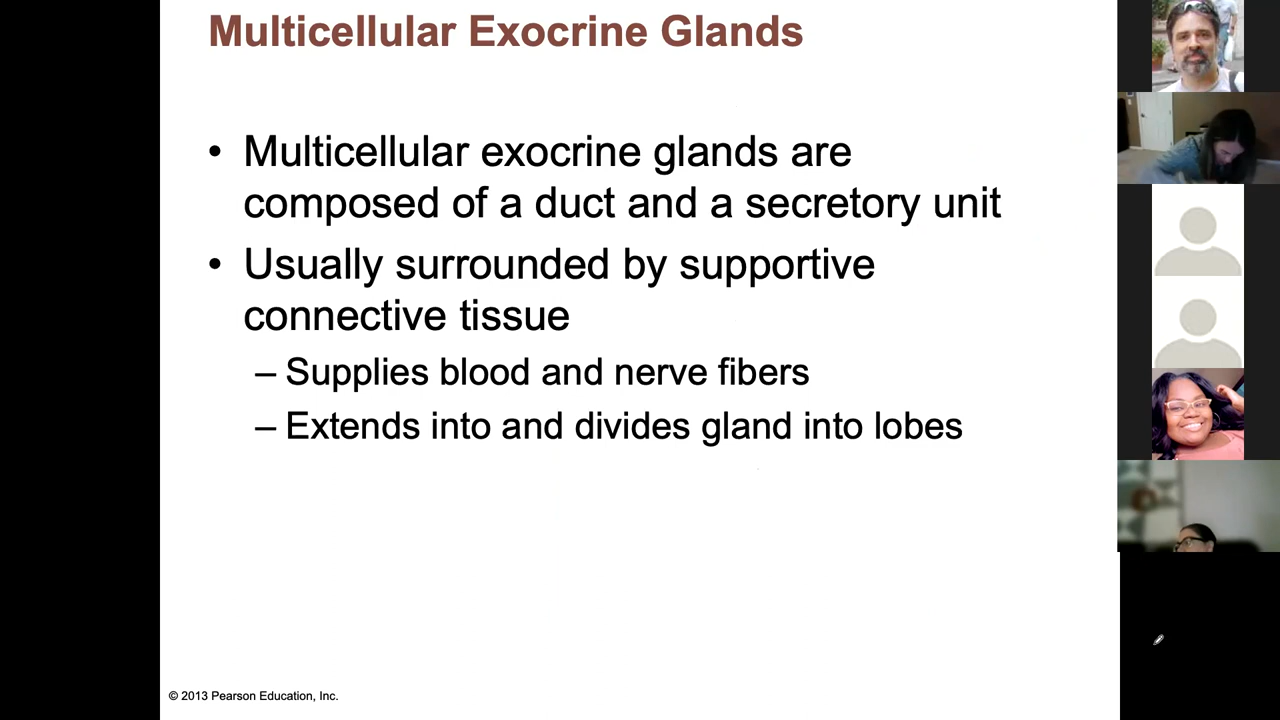 Multicellular Exocrine Glands
• Multicellular exocrine glands are
composed of a duct and a secretory unit
• Usually surrounded by supportive
connective tissue
– Supplies blood and nerve fibers
– Extends into and divides gland into lobes
© 2013 Pearson Education, Inc.